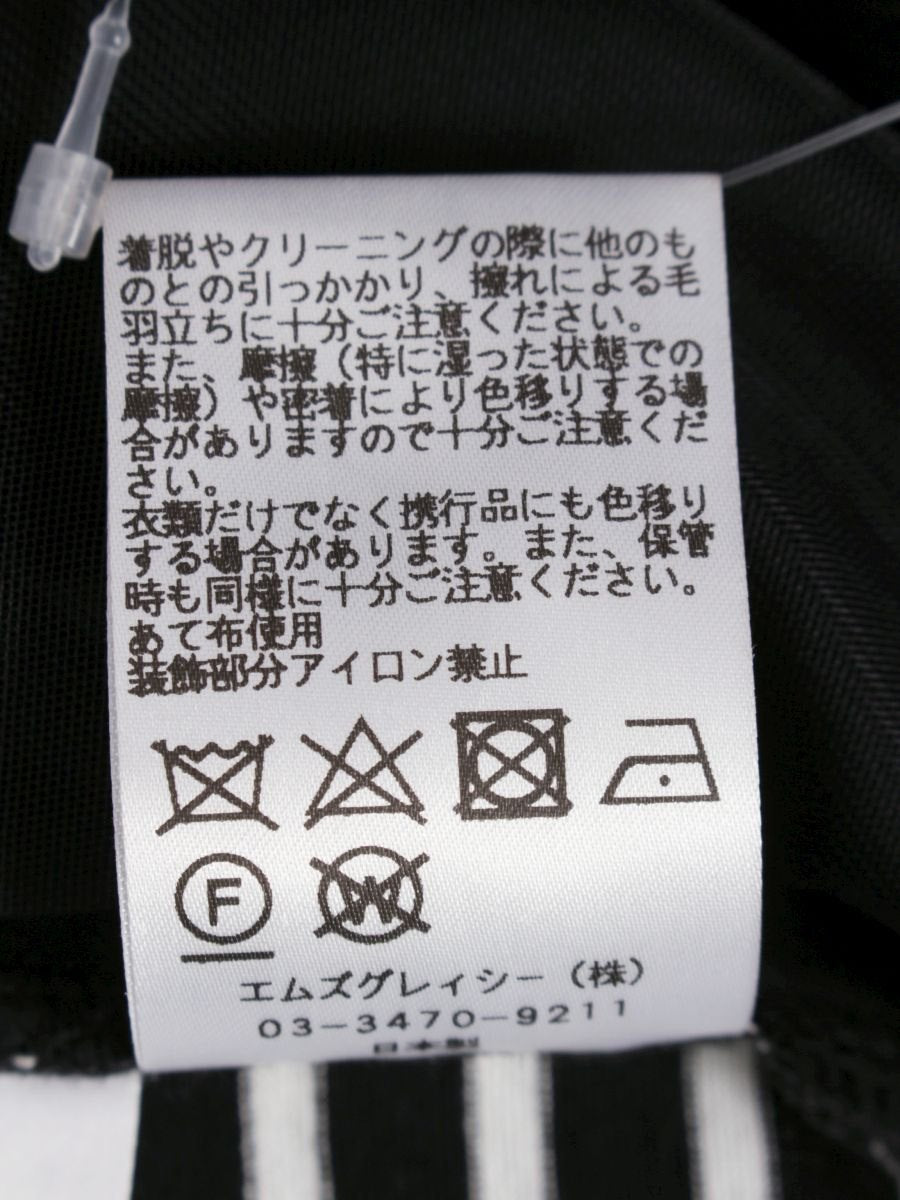 着脱やクリーニングの際に他のも
のとの引っかかり、擦れによる毛
羽立ちに十分ご注意ください。
また、摩擦（特に湿った状態での
摩擦）や密着により色移りする場
合がありますので十分ご注意くだ
さい。
衣類だけでなく携行品にも色移り
する場合があります。また、保管
時も同様に十分ご注意ください。
あて布使用
装飾部分アイロン禁止
F
W
エムズグレイシー（株）
03-3470-9211
日本製